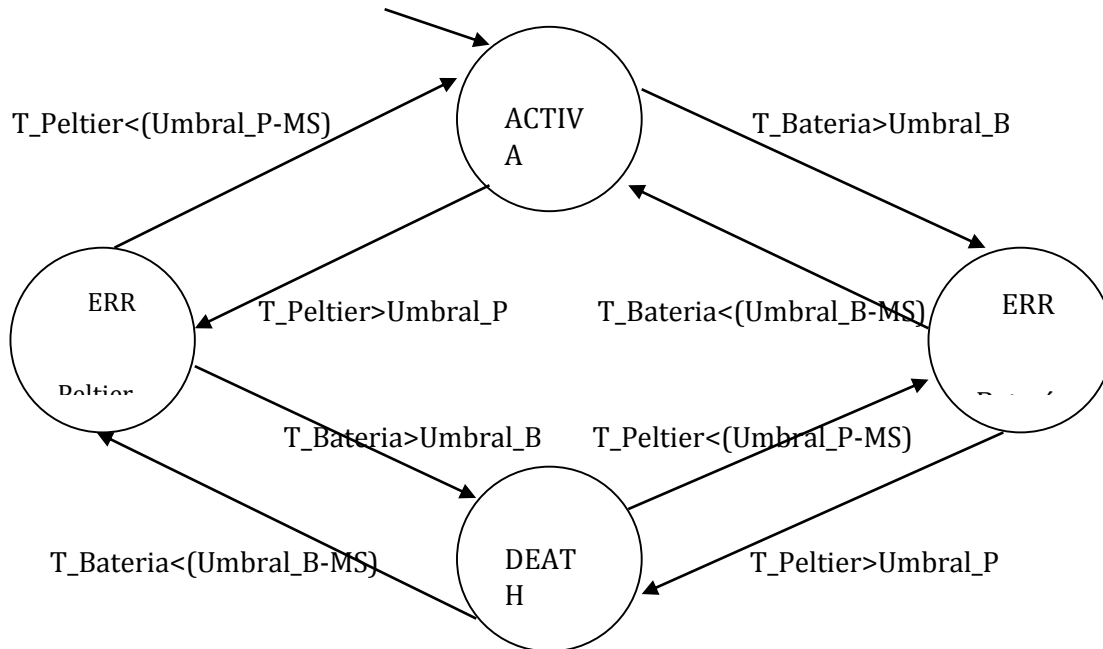 ACTIV
A
T_Peltier<(Umbral_P-MS)
T_Bateria>Umbral_B
ERR
Peltier
T_Peltier>Umbral_P
T_Bateria<(Umbral_B-MS)
ERR
T_Bateria>Umbral_B
T_Peltier<(Umbral_P-MS)
T_Bateria<(Umbral_B-MS)
DEAT
H
T_Peltier>Umbral_P